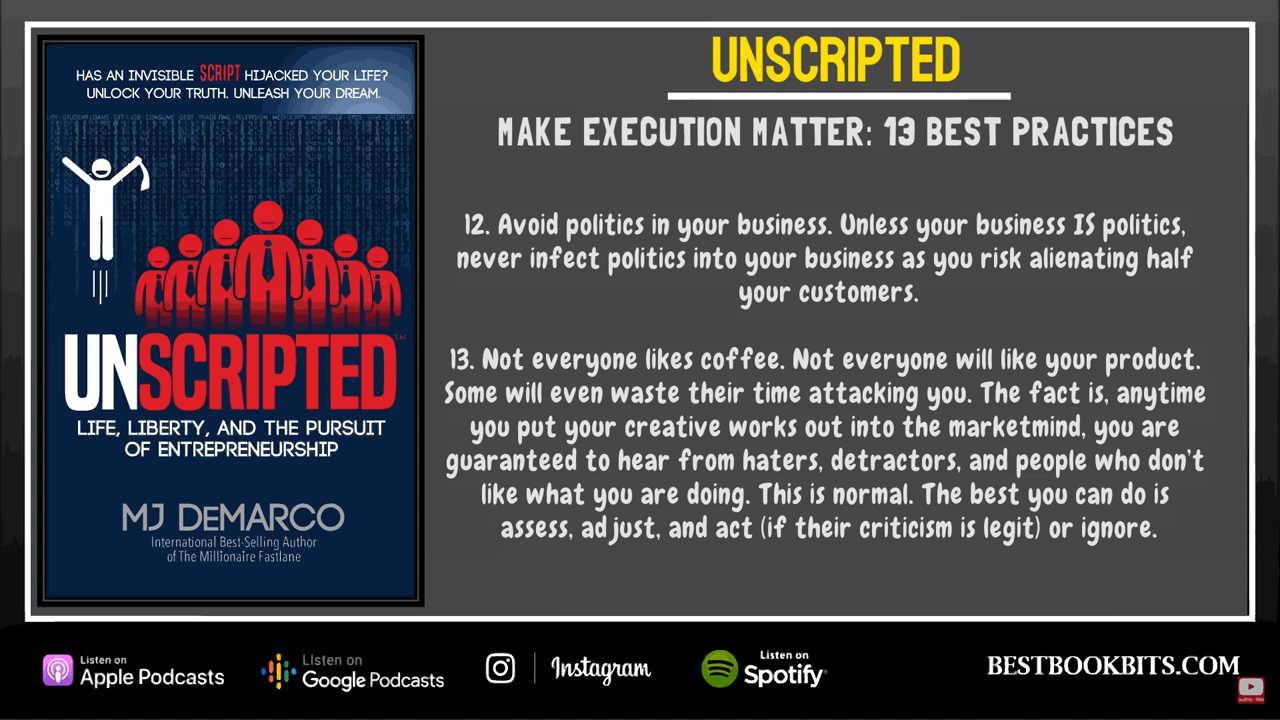 HAS AN INVISIBLE SCRIPT HIJACKED YOUR LIFE?
UNLOCK YOUR TRUTH. UNLEASH YOUR DREAM.
UNSCRIPTED™
LIFE, LIBERTY, AND THE PURSUIT
OF ENTREPRENEURSHIP
MJ DEMARCO
International Best-Selling Author
of The Millionaire Fastlane
UNSCRIPTED
MAKE EXECUTION MATTER: 13 BEST PRACTICES
12. Avoid politics in your business. Unless your business IS politics,
never infect politics into your business as you risk alienating half
your customers.
13. Not everyone likes coffee. Not everyone will like your product.
Some will even waste their time attacking you. The fact is, anytime
you put your creative works out into the marketmind, you are
guaranteed to hear from haters, detractors, and people who don't
like what you are doing. This is normal. The best you can do is
assess, adjust, and act (if their criticism is legit) or ignore.
Listen on
Apple Podcasts
Listen on
Google Podcasts
Instagram
Listen on
Spotify
BESTBOOKBITS.COM